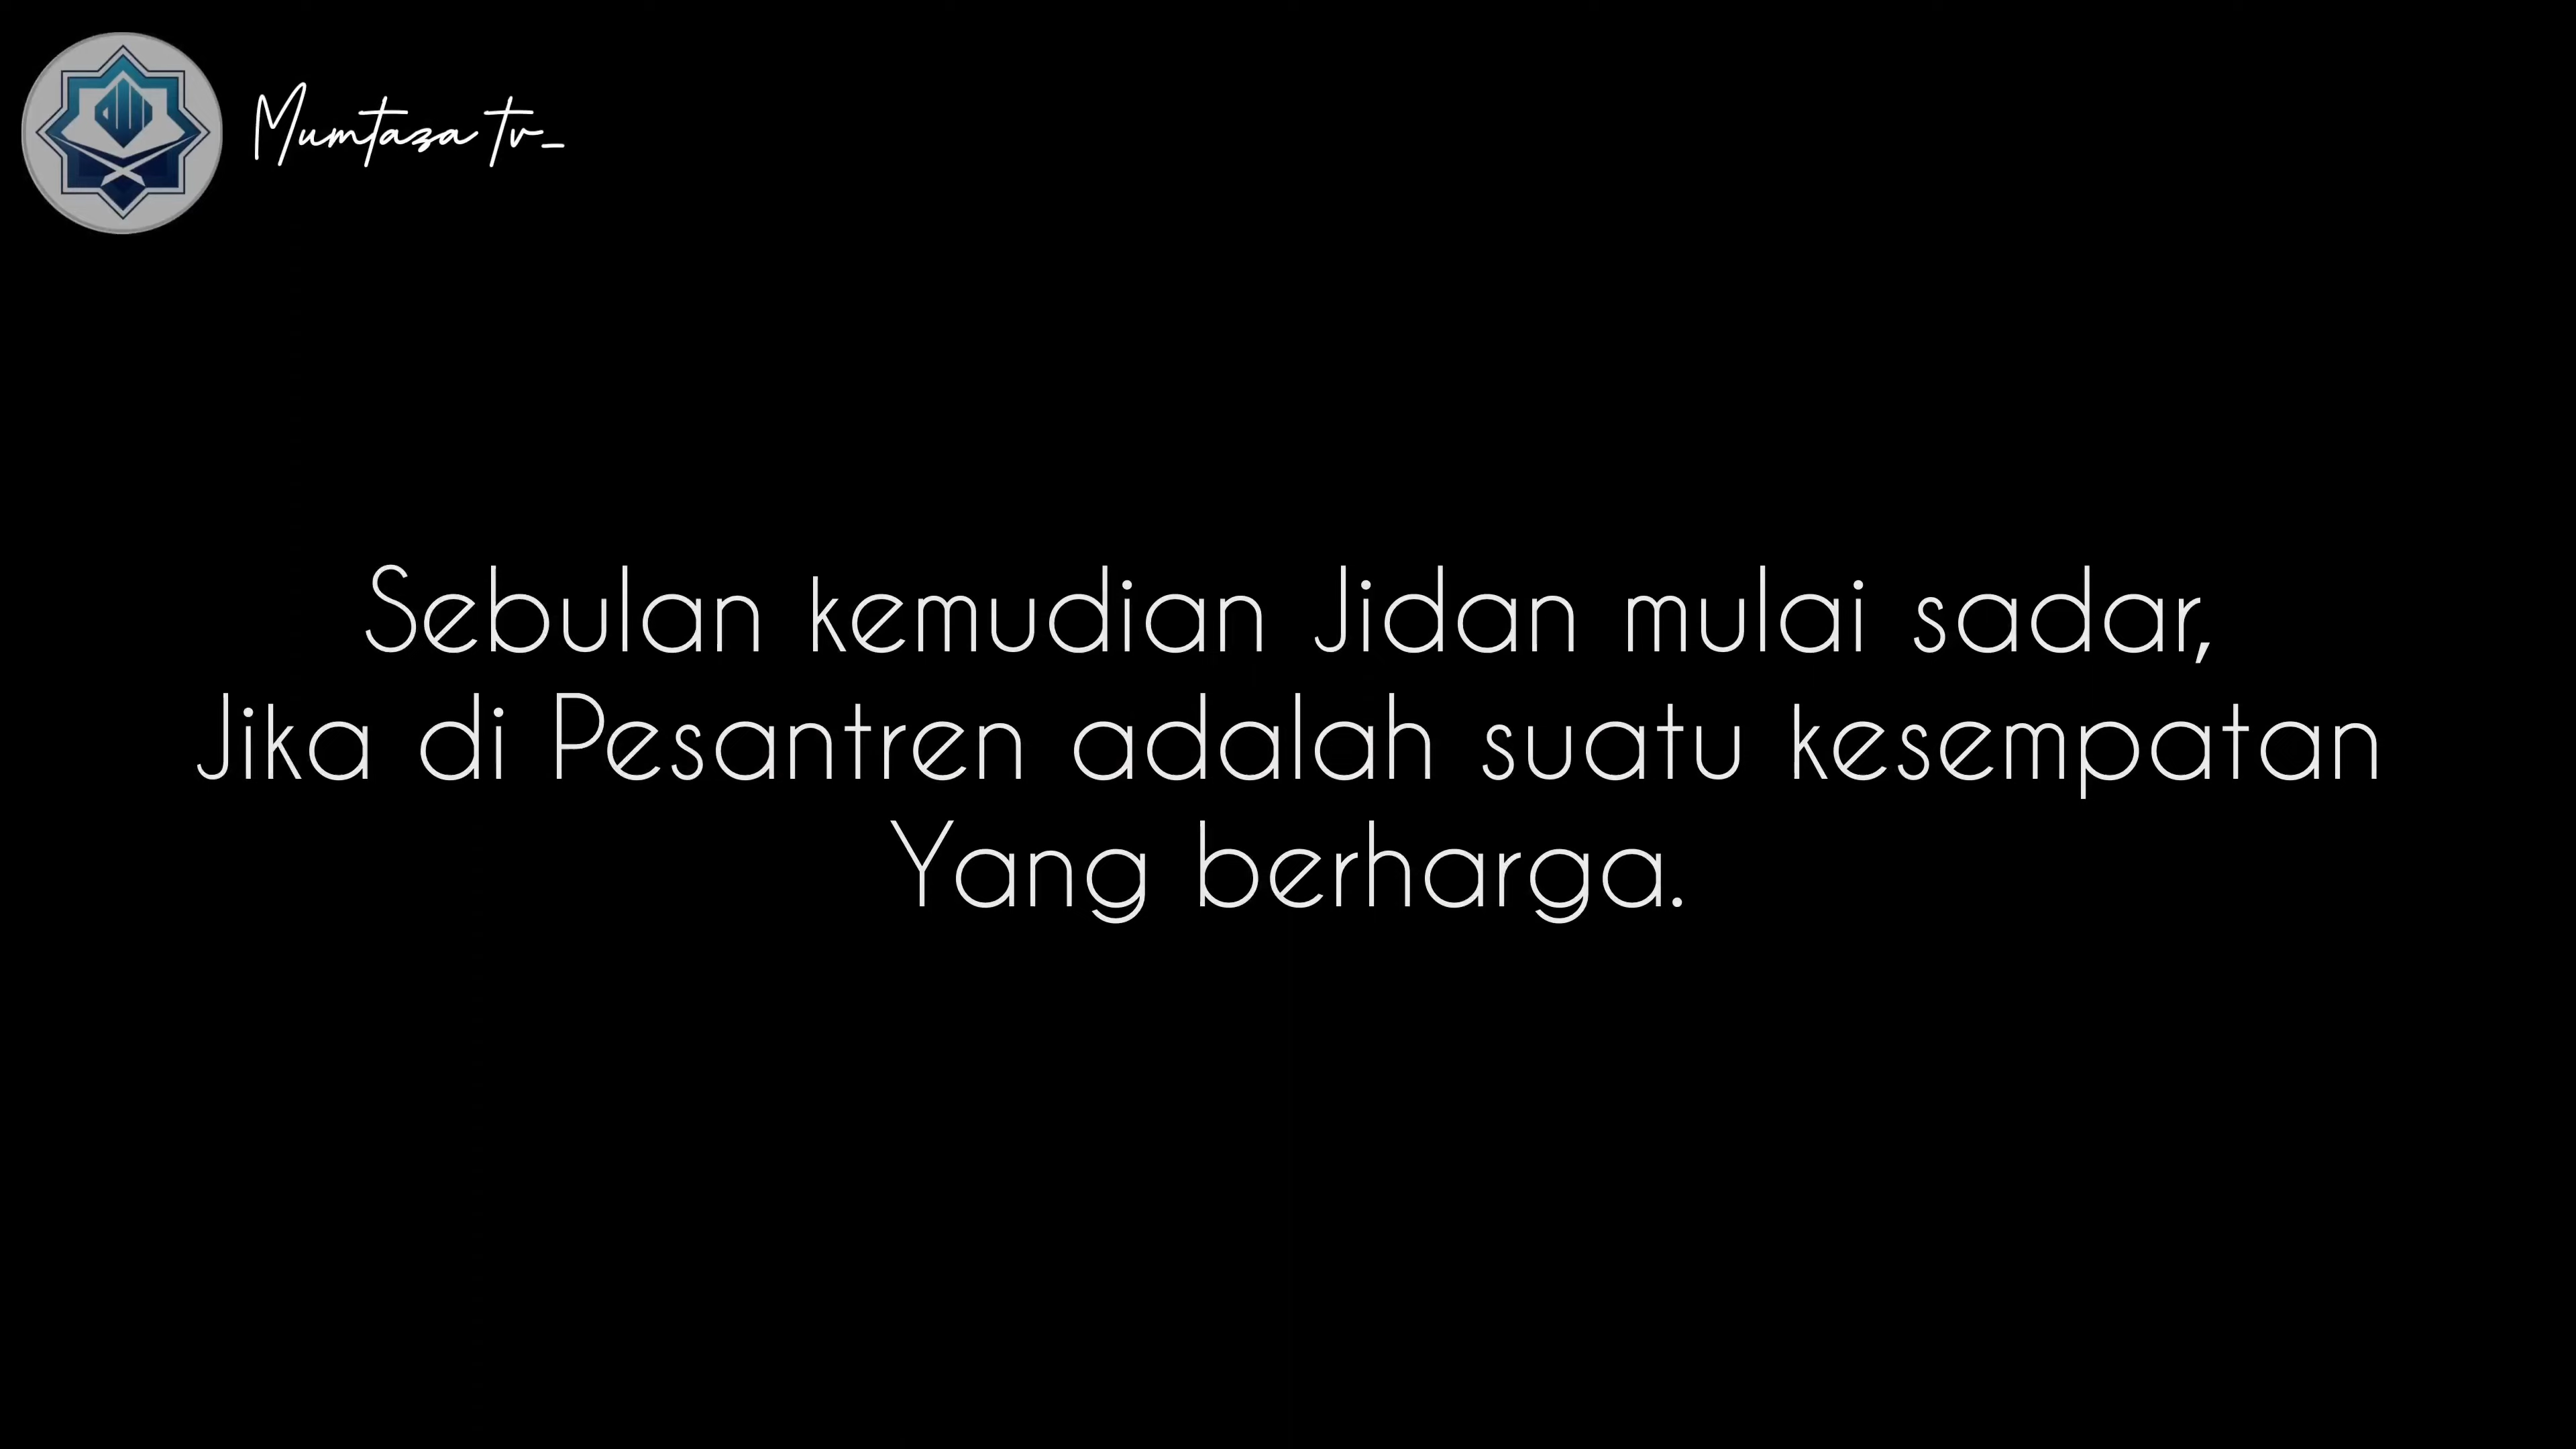 Mumtaza tv_
Sebulan kemudian Jidan mulai sadar,
Jika di Pesantren adalah suatu kesempatan
Yang berharga.